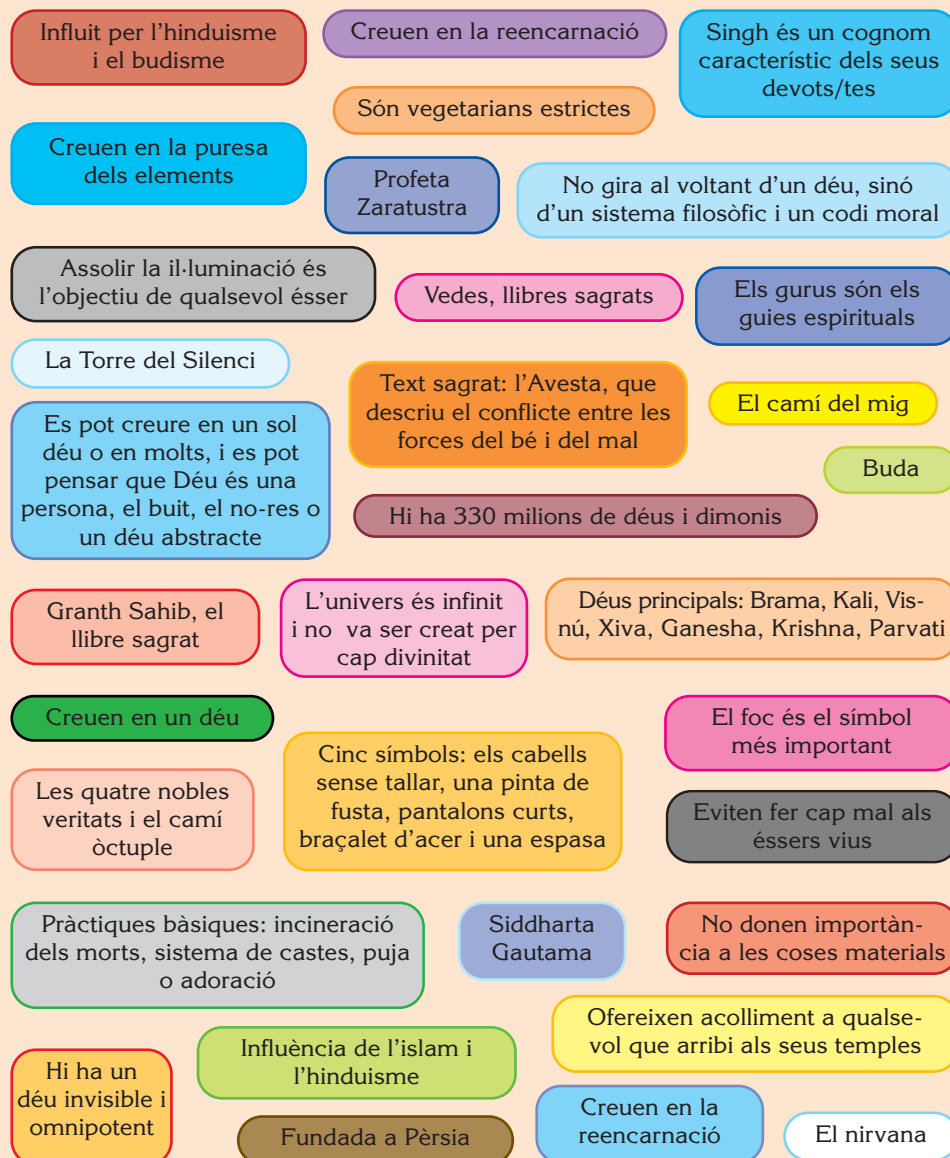 Influit per l’hinduisme
i el budisme
Creuen en la reencarnació
Singh és un cognom
característic dels seus
devots/tes
Són vegetarians estrictes
Creuen en la puresa
dels elements
Profeta
Zaratustra
No gira al voltant d’un déu, sinó
d’un sistema filosòfic i un codi moral
Assolir la il·luminació és
l’objectiu de qualsevol ésser
Vedes, llibres sagrats
Els gurus són els
guies espirituals
La Torre del Silenci
Text sagrat: l’Avesta, que
descriu el conflicte entre les
forces del bé i del mal
El camí del mig
Es pot creure en un sol
déu o en molts, i es pot
pensar que Déu és una
persona, el buit, el no-res o
un déu abstracte
Buda
Hi ha 330 milions de déus i dimonis
Granth Sahib, el
llibre sagrat
L’univers és infinit
i no va ser creat per
cap divinitat
Déus principals: Brama, Kali, Vis-
nú, Xiva, Ganesha, Krishna, Parvati
Creuen en un déu
El foc és el símbol
més important
Cinc símbols: els cabells
sense tallar, una pinta de
fusta, pantalons curts,
braçalet d’acer i una espasa
Les quatre nobles
veritats i el camí
òctuple
Eviten fer cap mal als
éssers vius
Pràctiques bàsiques: incineració
dels morts, sistema de castes, puja
o adoració
Siddharta
Gautama
No donen importàn-
cia a les coses materials
Ofereixen acolliment a qualse-
vol que arribi als seus temples
Influència de l’islam i
l’hinduisme
Hi ha un
déu invisible i
omnipotent
Fundada a Pèrsia
Creuen en la
reencarnació
El nirvana